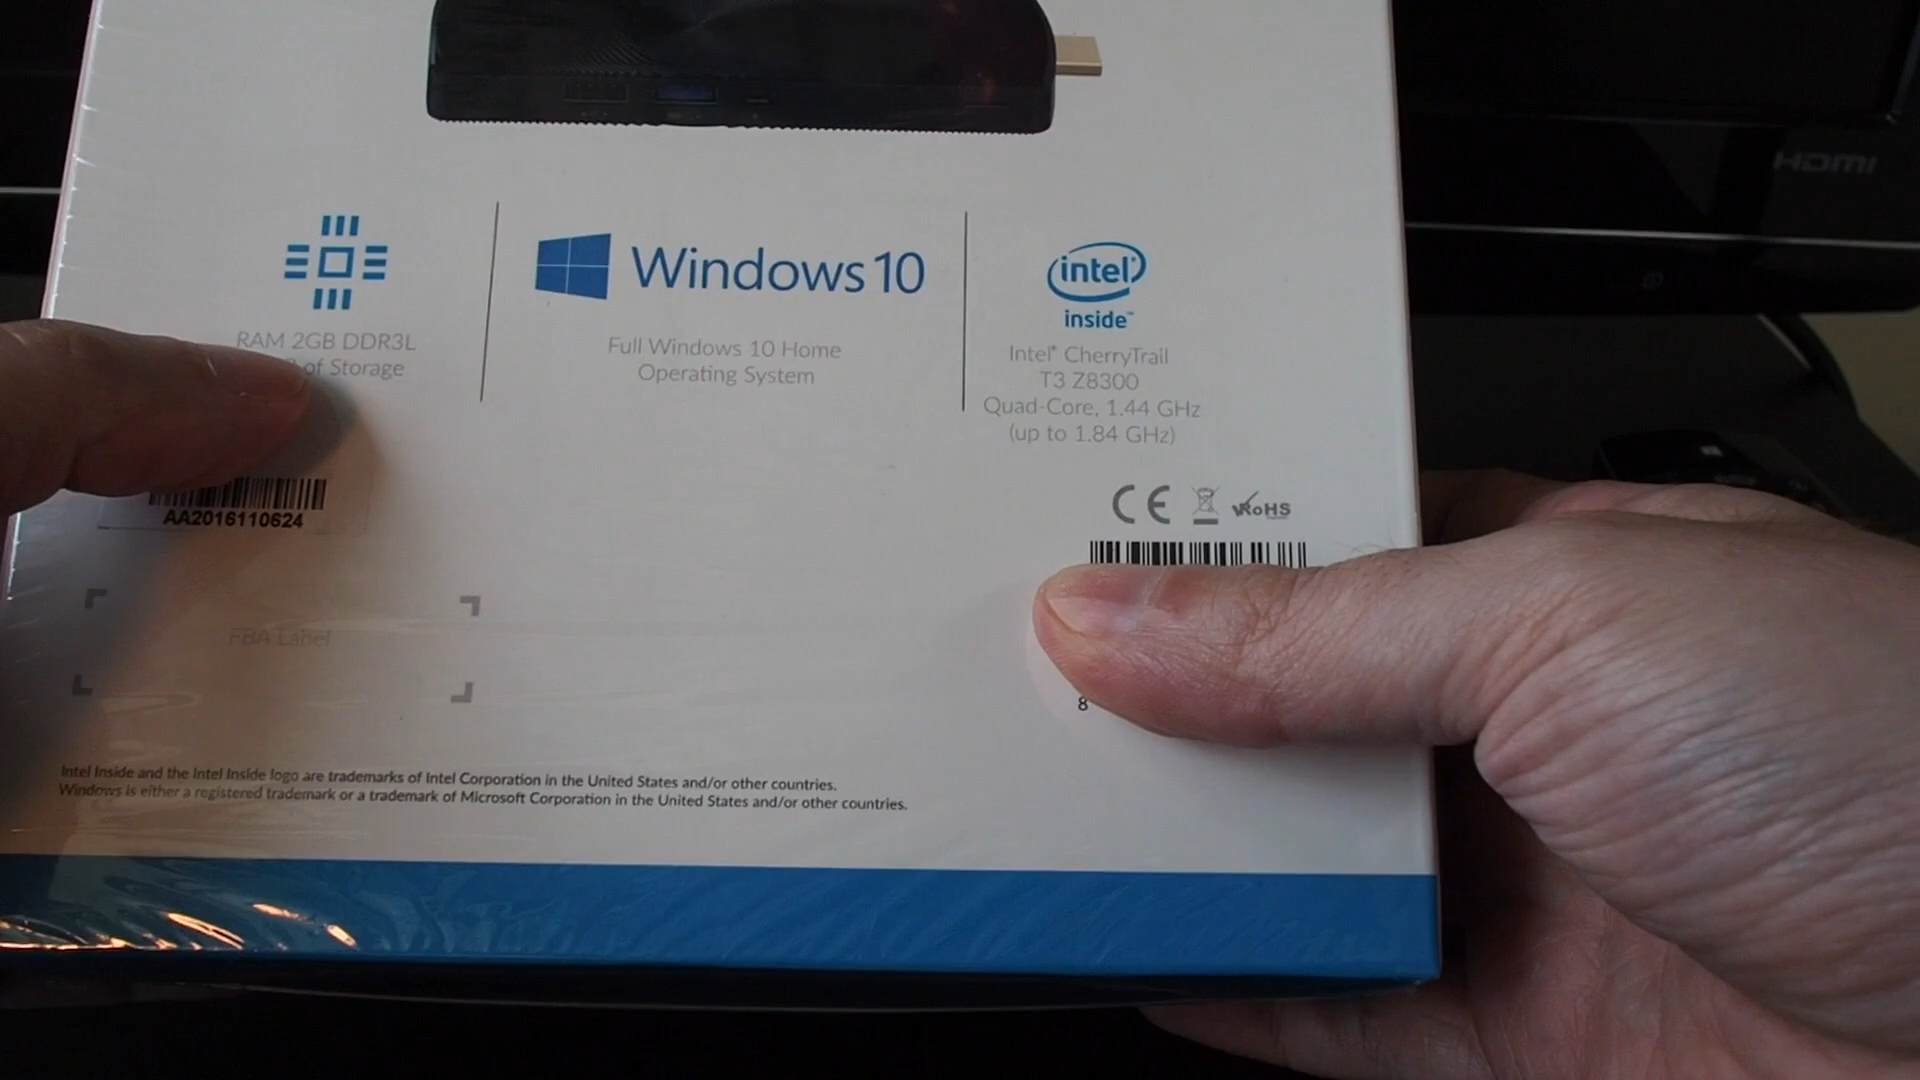 HDMI
Windows 10
intel
inside™
RAM 2GB DDR3L
of Storage
Full Windows 10 Home
Operating System
Intel® CherryTrail
T3 Z8300
Quad-Core, 1.44 GHz
(up to 1.84 GHz)
CE
RoHS
AA2016110624
FBA Label
8
Intel Inside and the Intel Inside logo are trademarks of Intel Corporation in the United States and/or other countries.
Windows is either a registered trademark or a trademark of Microsoft Corporation in the United States and/or other countries.